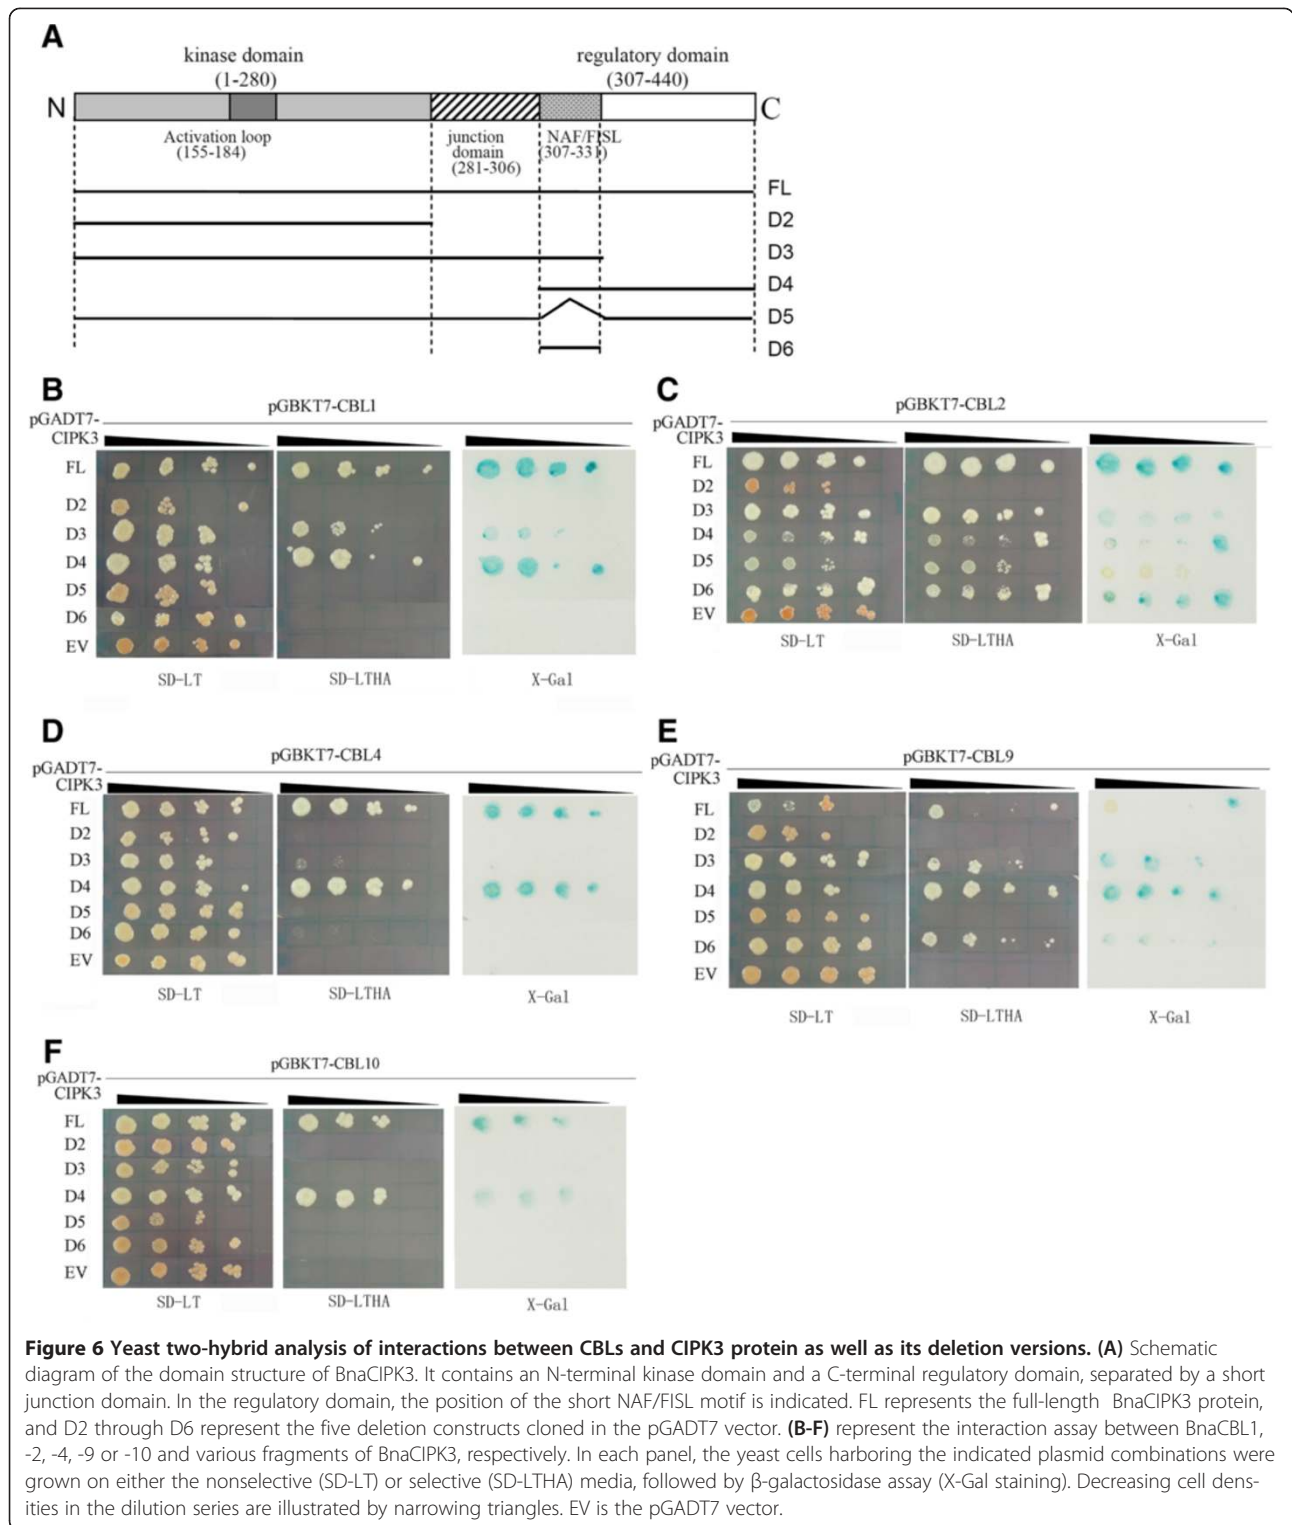 A
kinase domain
(1-280)
regulatory domain
(307-440)
N
C
Activation loop
(155-184)
junction
domain
(281-306)
NAF/FISL
(307-331)
FL
D2
D3
D4
D5
D6
B
pGBKT7-CBL1
pGADT7-
CIPK3
FL
D2
D3
D4
D5
D6
EV
SD-LT
SD-LTHA
X-Gal
C
pGBKT7-CBL2
pGADT7-
CIPK3
FL
D2
D3
D4
D5
D6
EV
SD-LT
SD-LTHA
X-Gal
D
pGBKT7-CBL4
pGADT7-
CIPK3
FL
D2
D3
D4
D5
D6
EV
SD-LT
SD-LTHA
X-Gal
E
pGBKT7-CBL9
pGADT7-
CIPK3
FL
D2
D3
D4
D5
D6
EV
SD-LT
SD-LTHA
X-Gal
F
pGBKT7-CBL10
pGADT7-
CIPK3
FL
D2
D3
D4
D5
D6
EV
SD-LT
SD-LTHA
X-Gal
Figure 6 Yeast two-hybrid analysis of interactions between CBLs and CIPK3 protein as well as its deletion versions. (A) Schematic
diagram of the domain structure of BnaCIPK3. It contains an N-terminal kinase domain and a C-terminal regulatory domain, separated by a short
junction domain. In the regulatory domain, the position of the short NAF/FISL motif is indicated. FL represents the full-length BnaCIPK3 protein,
and D2 through D6 represent the five deletion constructs cloned in the pGADT7 vector. (B-F) represent the interaction assay between BnaCBL1,
-2, -4, -9 or -10 and various fragments of BnaCIPK3, respectively. In each panel, the yeast cells harboring the indicated plasmid combinations were
grown on either the nonselective (SD-LT) or selective (SD-LTHA) media, followed by β-galactosidase assay (X-Gal staining). Decreasing cell dens-
ities in the dilution series are illustrated by narrowing triangles. EV is the pGADT7 vector.